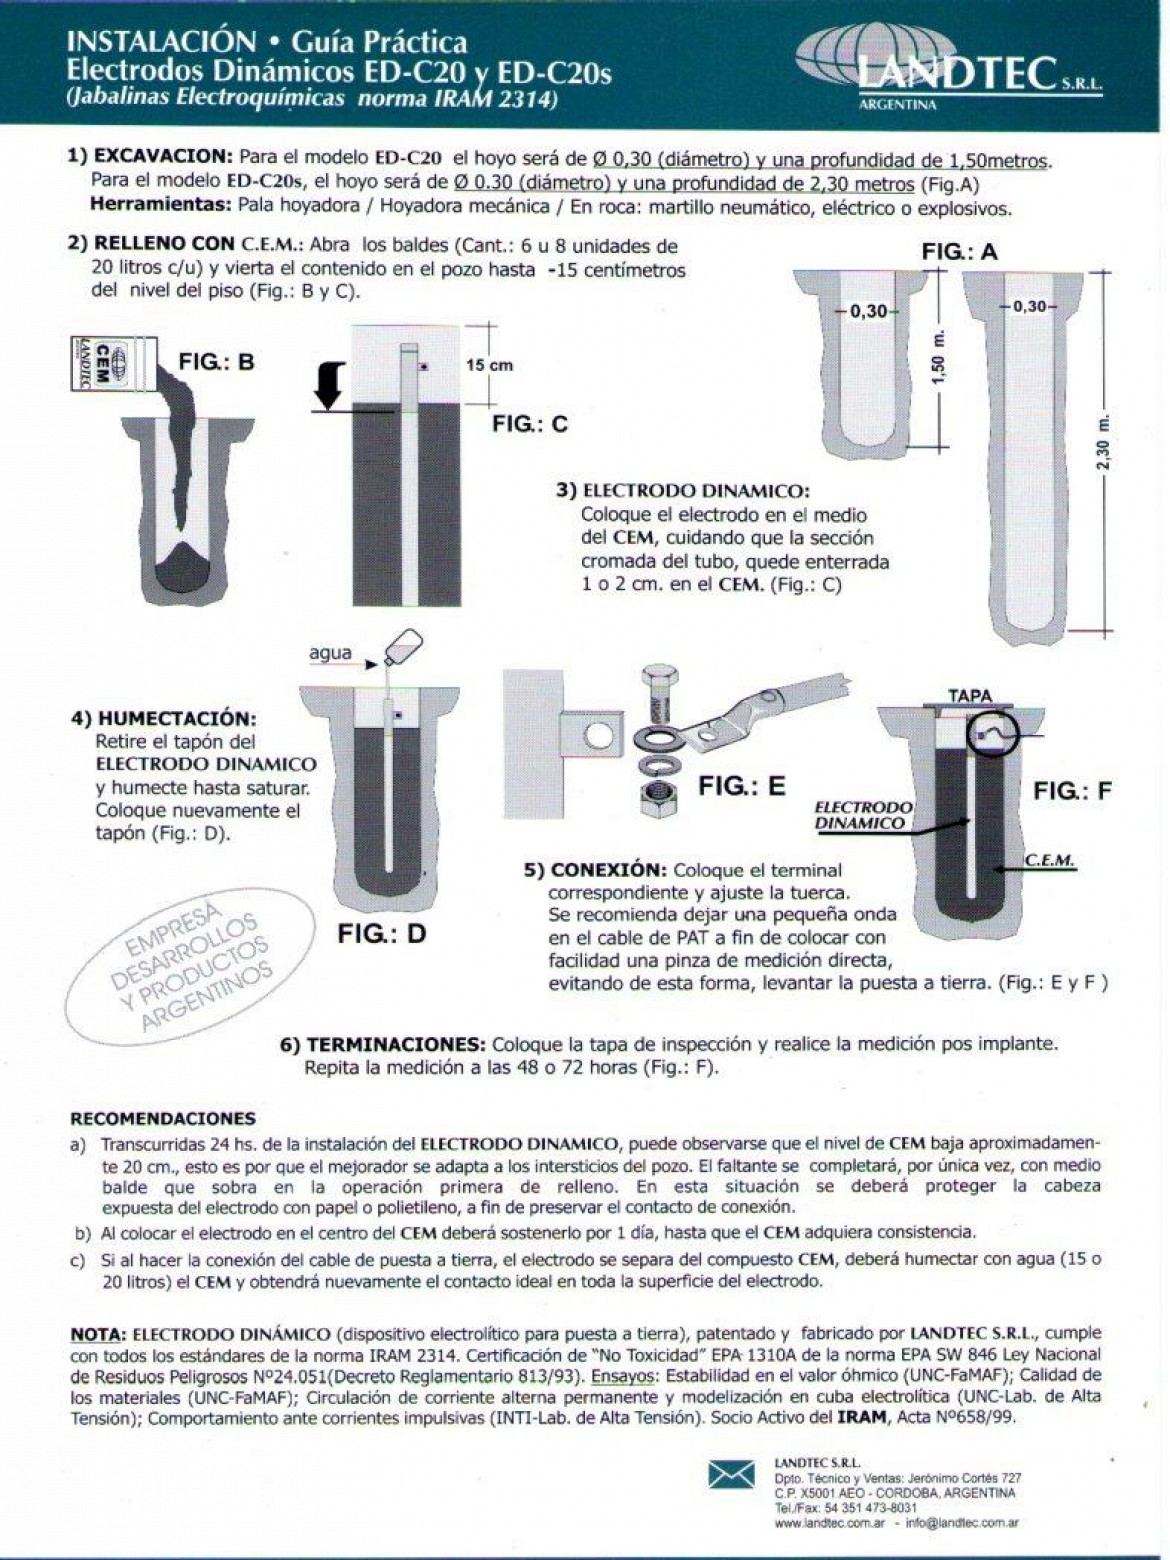 INSTALACIÓN • Guía Práctica
Electrodos Dinámicos ED-C20 y ED-C20s
(Jabalinas Electroquímicas norma IRAM 2314)
LANDTEC S.R.L.
ARGENTINA
1) EXCAVACION: Para el modelo ED-C20 el hoyo será de Ø 0,30 (diámetro) y una profundidad de 1,50metros.
Para el modelo ED-C20s, el hoyo será de Ø 0.30 (diámetro) y una profundidad de 2,30 metros (Fig.A)
Herramientas: Pala hoyadora / Hoyadora mecánica / En roca: martillo neumático, eléctrico o explosivos.
2) RELLENO CON C.E.M.: Abra los baldes (Cant.: 6 u 8 unidades de
20 litros c/u) y vierta el contenido en el pozo hasta -15 centímetros
del nivel del piso (Fig.: B y C).
FIG.: A
0,30
1,50 m.
0,30
2,30 m.
LANDTEC
CEM
FIG.: B
15 cm
FIG.: C
3) ELECTRODO DINAMICO:
Coloque el electrodo en el medio
del CEM, cuidando que la sección
cromada del tubo, quede enterrada
1 o 2 cm. en el CEM. (Fig.: C)
agua
4) HUMECTACIÓN:
Retire el tapón del
ELECTRODO DINAMICO
y humecte hasta saturar.
Coloque nuevamente el
tapón (Fig.: D).
FIG.: D
FIG.: E
TAPA
FIG.: F
ELECTRODO
DINAMICO
C.E.M.
5) CONEXIÓN: Coloque el terminal
correspondiente y ajuste la tuerca.
Se recomienda dejar una pequeña onda
en el cable de PAT a fin de colocar con
facilidad una pinza de medición directa,
evitando de esta forma, levantar la puesta a tierra. (Fig.: E y F )
EMPRESA
DESARROLLOS
Y PRODUCTOS
ARGENTINOS
6) TERMINACIONES: Coloque la tapa de inspección y realice la medición pos implante.
Repita la medición a las 48 o 72 horas (Fig.: F).
RECOMENDACIONES
a) Transcurridas 24 hs. de la instalación del ELECTRODO DINAMICO, puede observarse que el nivel de CEM baja aproximadamen-
te 20 cm., esto es por que el mejorador se adapta a los intersticios del pozo. El faltante se completará, por única vez, con medio
balde que sobra en la operación primera de relleno. En esta situación se deberá proteger la cabeza
expuesta del electrodo con papel o polietileno, a fin de preservar el contacto de conexión.
b) Al colocar el electrodo en el centro del CEM deberá sostenerlo por 1 día, hasta que el CEM adquiera consistencia.
c) Si al hacer la conexión del cable de puesta a tierra, el electrodo se separa del compuesto CEM, deberá humectar con agua (15 o
20 litros) el CEM y obtendrá nuevamente el contacto ideal en toda la superficie del electrodo.
NOTA: ELECTRODO DINÁMICO (dispositivo electrolítico para puesta a tierra), patentado y fabricado por LANDTEC S.R.L., cumple
con todos los estándares de la norma IRAM 2314. Certificación de "No Toxicidad" EPA 1310A de la norma EPA SW 846 Ley Nacional
de Residuos Peligrosos Nº24.051(Decreto Reglamentario 813/93). Ensayos: Estabilidad en el valor óhmico (UNC-FaMAF); Calidad de
los materiales (UNC-FaMAF); Circulación de corriente alterna permanente y modelización en cuba electrolítica (UNC-Lab. de Alta
Tensión); Comportamiento ante corrientes impulsivas (INTI-Lab. de Alta Tensión). Socio Activo del IRAM, Acta Nº658/99.
LANDTEC S.R.L.
Dpto. Técnico y Ventas: Jerónimo Cortés 727
C.P. X5001 AEO - CORDOBA, ARGENTINA
Tel./Fax: 54 351 473-8031
www.landtec.com.ar - info@landtec.com.ar